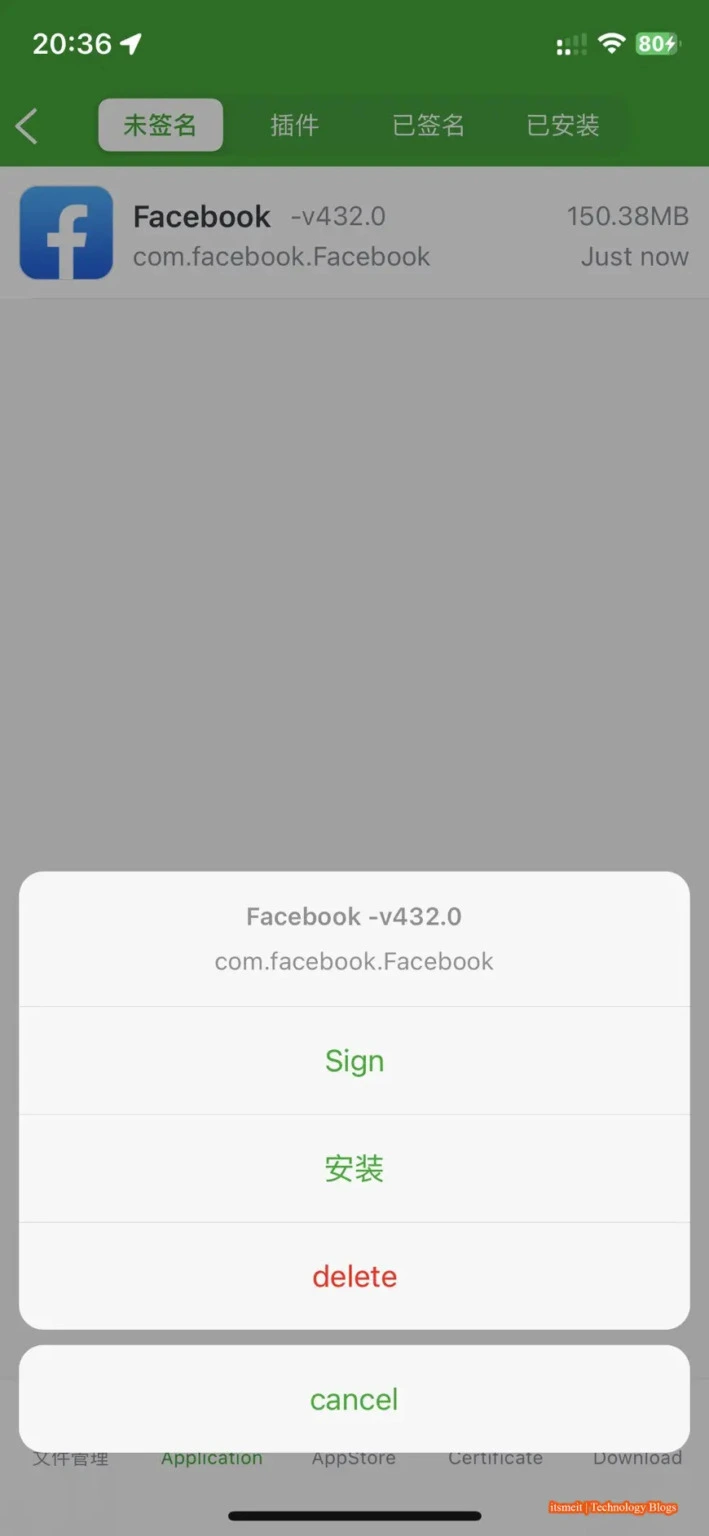 20:36
80
未签名 插件 已签名 已安装
Facebook -v432.0 150.38MB
com.facebook.Facebook Just now
Facebook -v432.0
com.facebook.Facebook
Sign
安装
delete
cancel
文件管理 Application AppStore Certificate Download
itsmeit | Technology Blogs